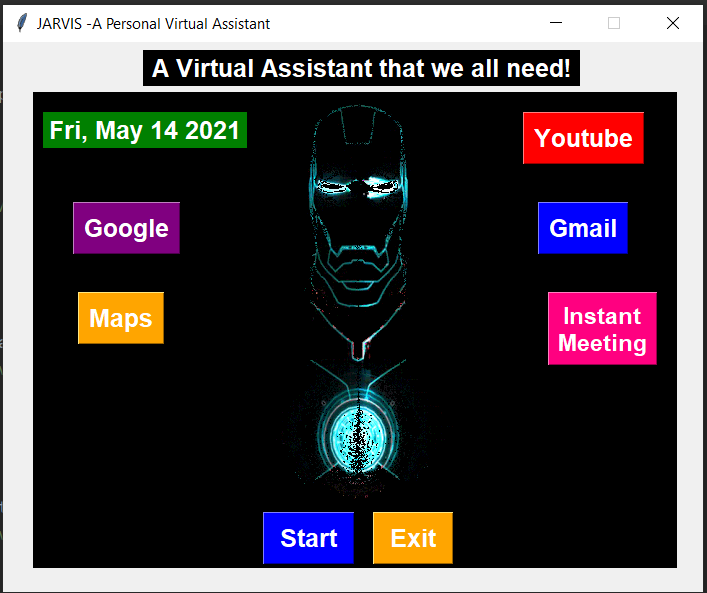 JARVIS -A Personal Virtual Assistant
A Virtual Assistant that we all need!
Fri, May 14 2021
Youtube
Google
Gmail
Maps
Instant
Meeting
Start
Exit